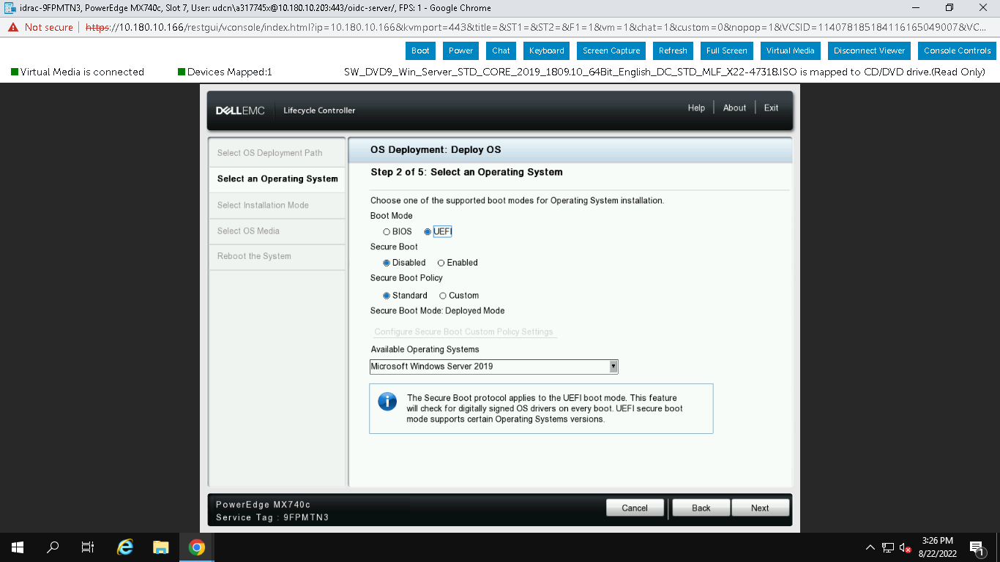 idrac-9FPMTN3, PowerEdge MX740c, Slot 7, User: udcn\a317745x@10.180.10.203:443/oidc-server/, FPS: 1 - Google Chrome
Not secure https://10.180.10.166/restgui/vconsole/index.html?ip=10.180.10.166&kvmport=443&title=&ST1=&ST2=&F1=1&vm=1&chat=1&custom=0&nopop=1&VCSID=11407818518411616504900​7&VC...
Boot Power Chat Keyboard Screen Capture Refresh Full Screen Virtual Media Disconnect Viewer Console Controls
Virtual Media is connected Devices Mapped:1 SW_DVD9_Win_Server_STD_CORE_2019_1809.10_64Bit_English_DC_STD_MLF_X22-47318.ISO is mapped to CD/DVD drive.(Read Only)
DELLEMC Lifecycle Controller Help About Exit
Select OS Deployment Path
Select an Operating System
Select Installation Mode
Select OS Media
Reboot the System
OS Deployment: Deploy OS
Step 2 of 5: Select an Operating System
Choose one of the supported boot modes for Operating System installation.
Boot Mode
BIOS UEFI
Secure Boot
Disabled Enabled
Secure Boot Policy
Standard Custom
Secure Boot Mode: Deployed Mode
Configure Secure Boot Custom Policy Settings
Available Operating Systems
Microsoft Windows Server 2019
The Secure Boot protocol applies to the UEFI boot mode. This feature
will check for digitally signed OS drivers on every boot. UEFI secure boot
mode supports certain Operating Systems versions.
PowerEdge MX740c
Service Tag : 9FPMTN3
Cancel Back Next
3:26 PM
8/22/2022
1